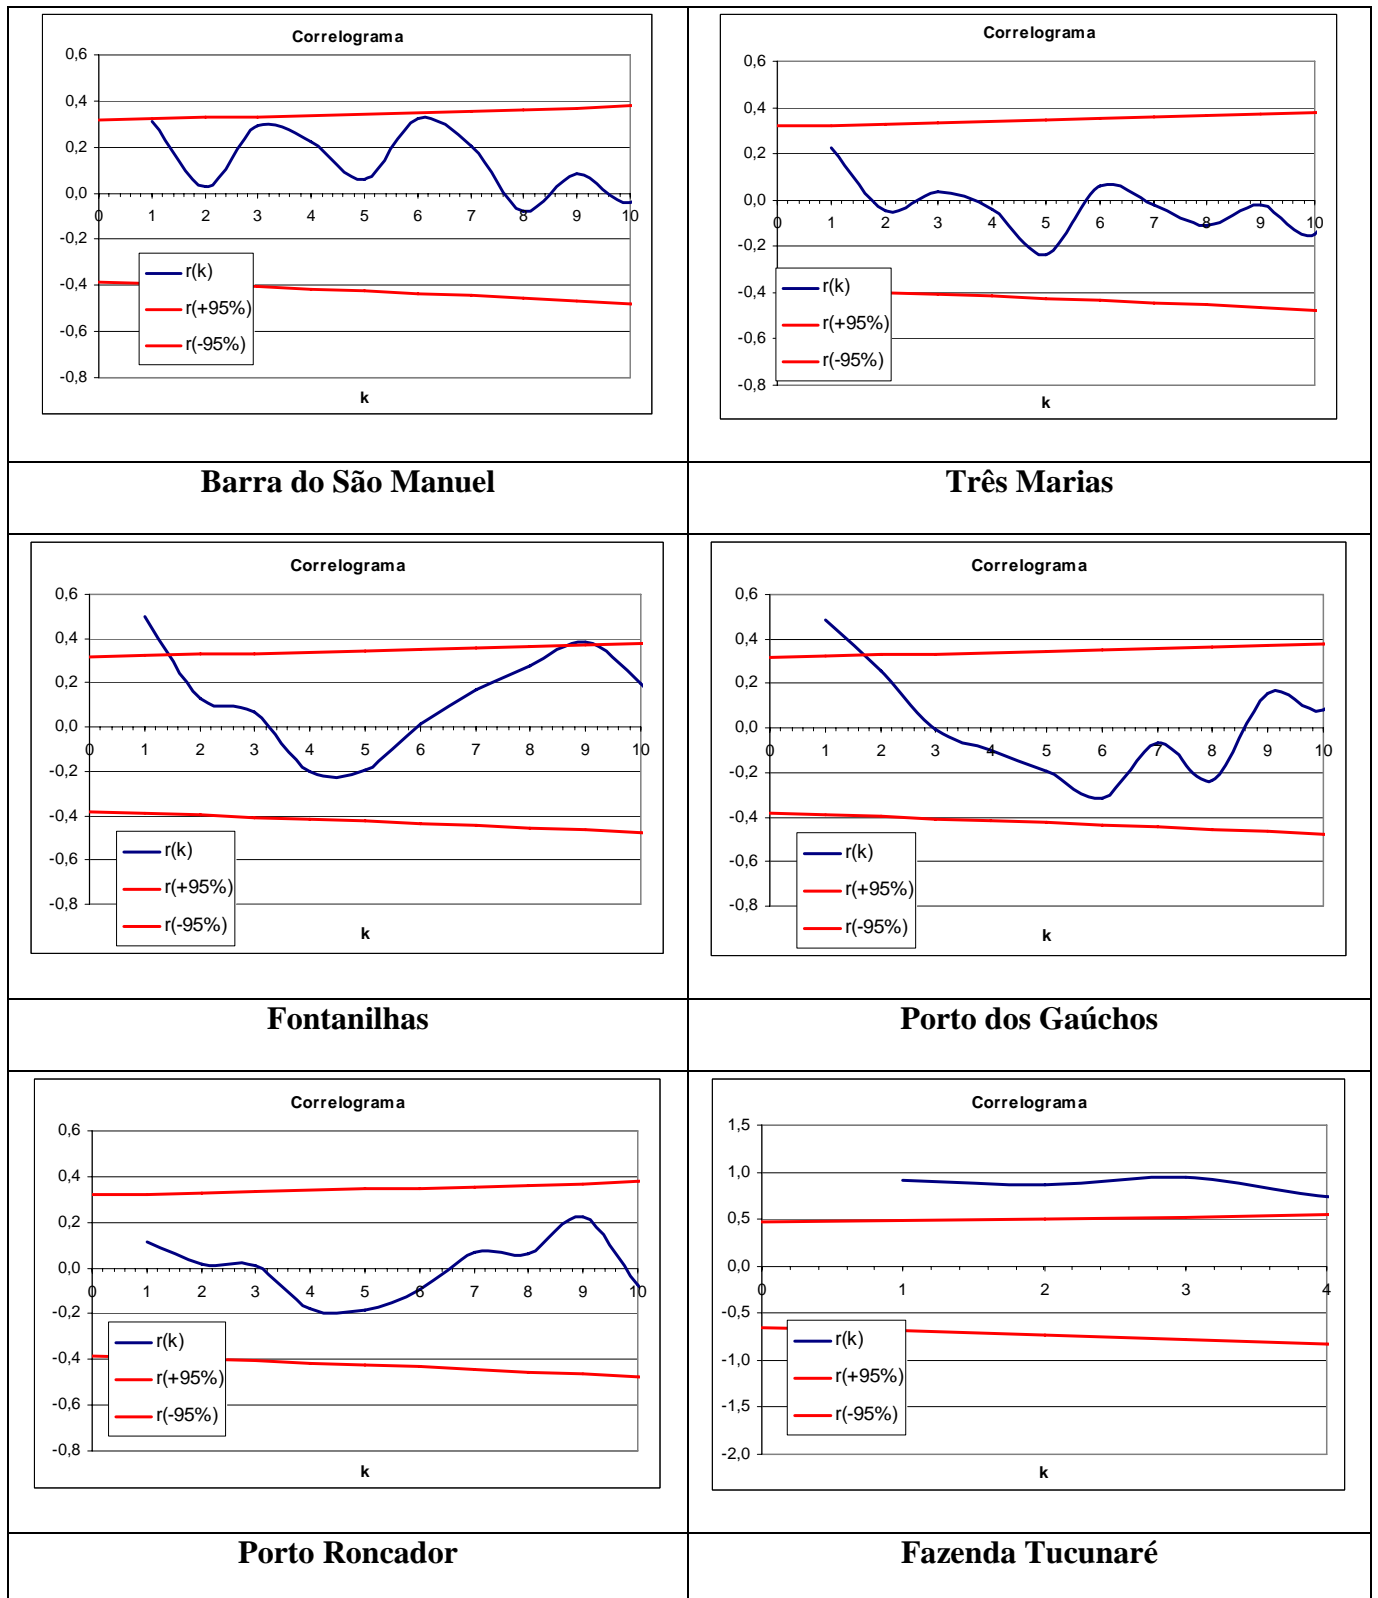 Correlograma
0,6
0,4
0,2
0,0
-0,2
-0,4
-0,6
-0,8
0 1 2 3 4 5 6 7 8 9 10
r(k)
r(+95%)
r(-95%)
k
Barra do São Manuel
Correlograma
0,6
0,4
0,2
0,0
-0,2
-0,4
-0,6
-0,8
0 1 2 3 4 5 6 7 8 9 10
r(k)
r(+95%)
r(-95%)
k
Três Marias
Correlograma
0,6
0,4
0,2
0,0
-0,2
-0,4
-0,6
-0,8
0 1 2 3 4 5 6 7 8 9 10
r(k)
r(+95%)
r(-95%)
k
Fontanilhas
Correlograma
0,6
0,4
0,2
0,0
-0,2
-0,4
-0,6
-0,8
0 1 2 3 4 5 6 7 8 9 10
r(k)
r(+95%)
r(-95%)
k
Porto dos Gaúchos
Correlograma
0,6
0,4
0,2
0,0
-0,2
-0,4
-0,6
-0,8
0 1 2 3 4 5 6 7 8 9 10
r(k)
r(+95%)
r(-95%)
k
Porto Roncador
Correlograma
1,5
1,0
0,5
0,0
-0,5
-1,0
-1,5
-2,0
0 1 2 3 4
r(k)
r(+95%)
r(-95%)
k
Fazenda Tucunaré